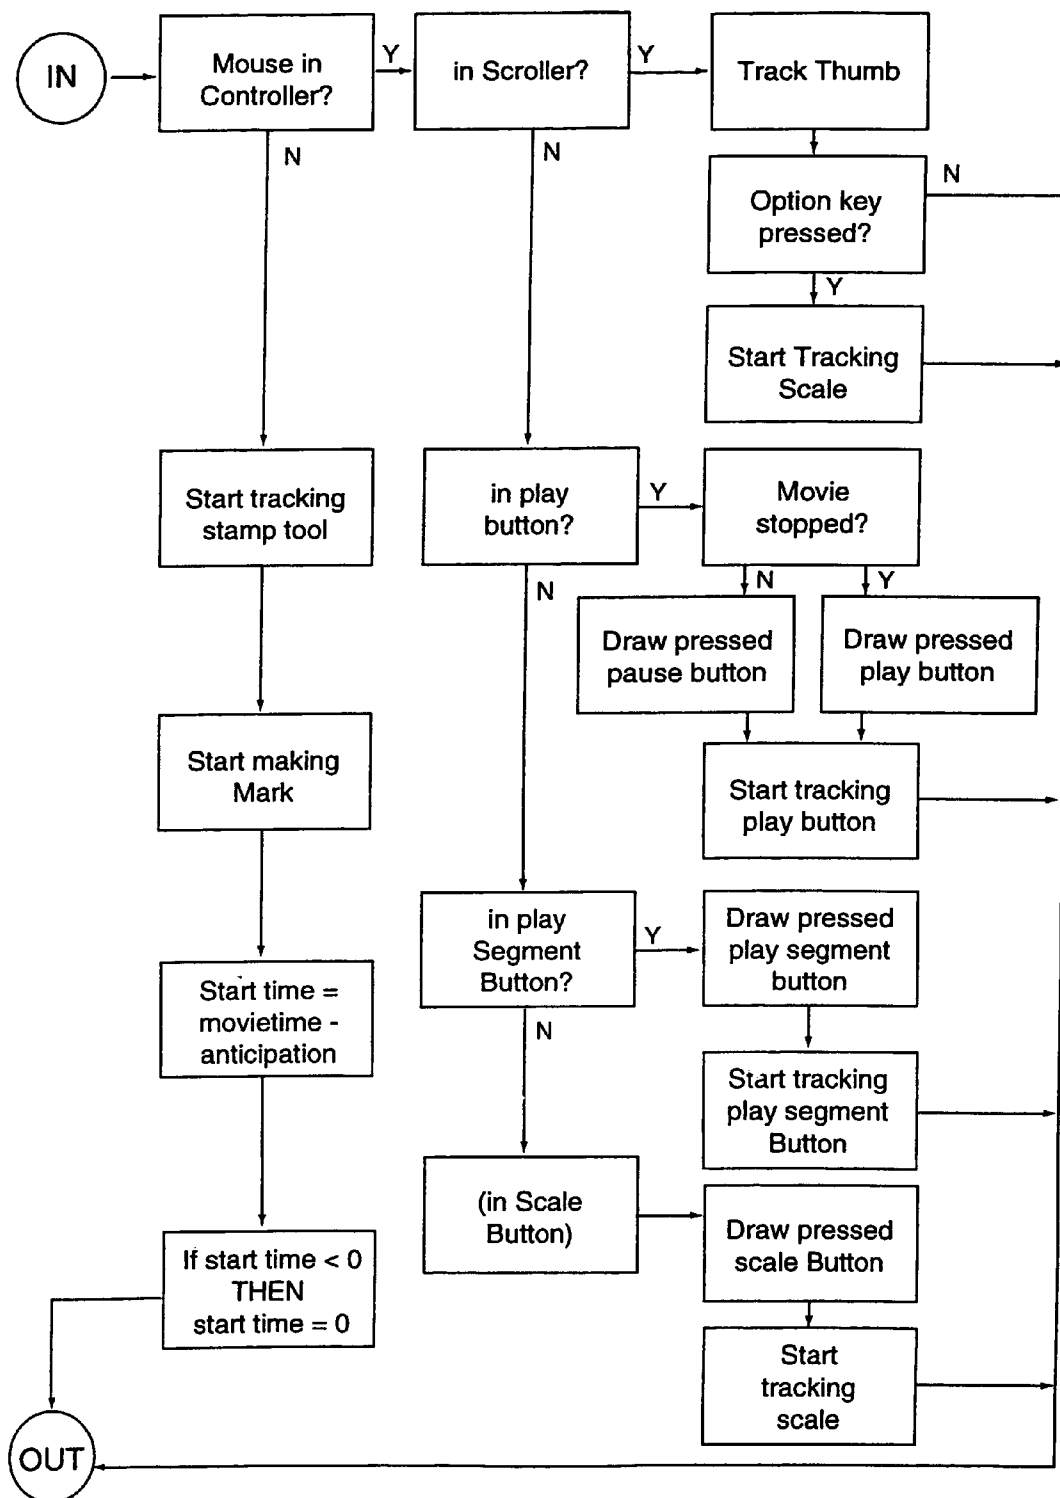 IN
Mouse in
Controller?
Y
in Scroller?
Y
Track Thumb
N
N
Option key
pressed?
N
Y
Start Tracking
Scale
Start tracking
stamp tool
in play
button?
Y
Movie
stopped?
N
N
Y
Draw pressed
pause button
Draw pressed
play button
Start making
Mark
Start tracking
play button
in play
Segment
Button?
Y
Draw pressed
play segment
button
Start time =
movietime -
anticipation
N
Start tracking
play segment
Button
(in Scale
Button)
Draw pressed
scale Button
If start time < 0
THEN
start time = 0
Start
tracking
scale
OUT